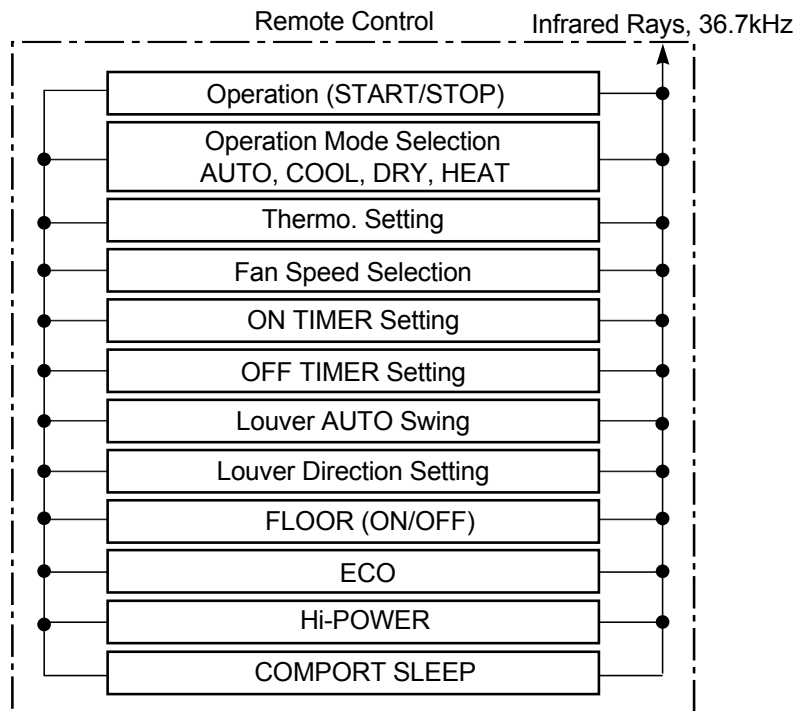 Remote Control
Infrared Rays, 36.7kHz
Operation (START/STOP)
Operation Mode Selection
AUTO, COOL, DRY, HEAT
Thermo. Setting
Fan Speed Selection
ON TIMER Setting
OFF TIMER Setting
Louver AUTO Swing
Louver Direction Setting
FLOOR (ON/OFF)
ECO
Hi-POWER
COMPORT SLEEP